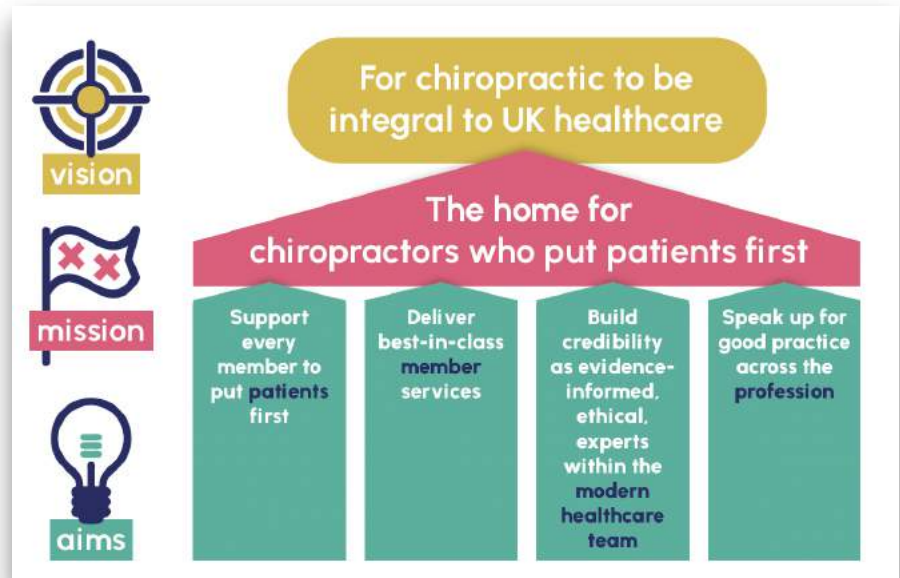 vision
For chiropractic to be
integral to UK healthcare
mission
The home for
chiropractors who put patients first
aims
Support
every
member to
put patients
first
Deliver
best-in-class
member
services
Build
credibility
as evidence-
informed,
ethical,
experts
within the
modern
healthcare
team
Speak up for
good practice
across the
profession